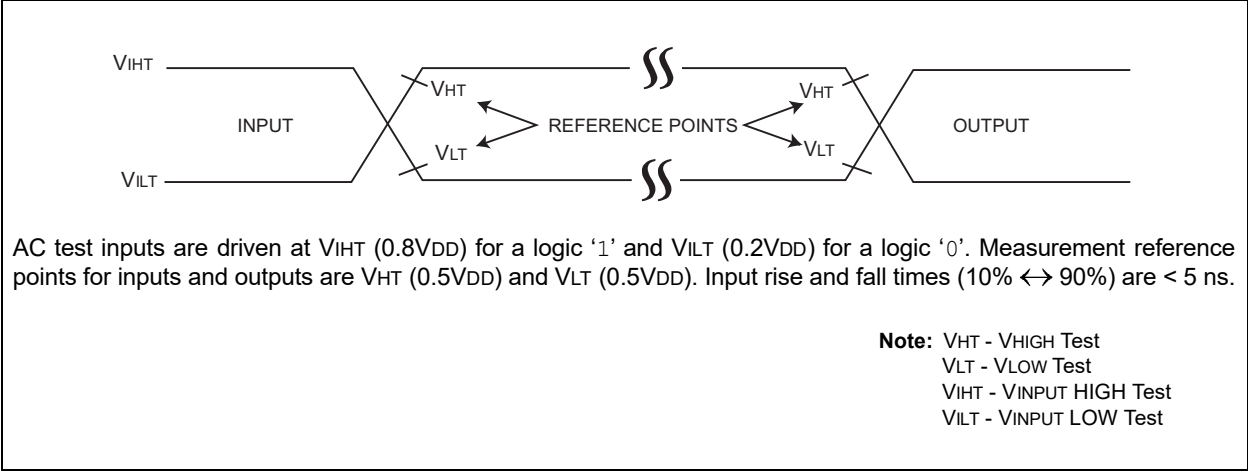 VIHT
VHT
VHT
INPUT
REFERENCE POINTS
OUTPUT
VLT
VLT
VILT
AC test inputs are driven at VIHT (0.8VDD) for a logic ‘1’ and VILT (0.2VDD) for a logic ‘0’. Measurement reference
points for inputs and outputs are VHT (0.5VDD) and VLT (0.5VDD). Input rise and fall times (10% ↔ 90%) are < 5 ns.
Note: VHT - VHIGH Test
VLT - VLOW Test
VIHT - VINPUT HIGH Test
VILT - VINPUT LOW Test